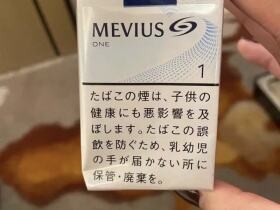 MEVIUS
ONE
1
たばこの煙は、子供の
健康にも悪影響を及
ぼします。たばこの誤
飲を防ぐため、乳幼児
の手が届かない所に
保管・廃棄を。